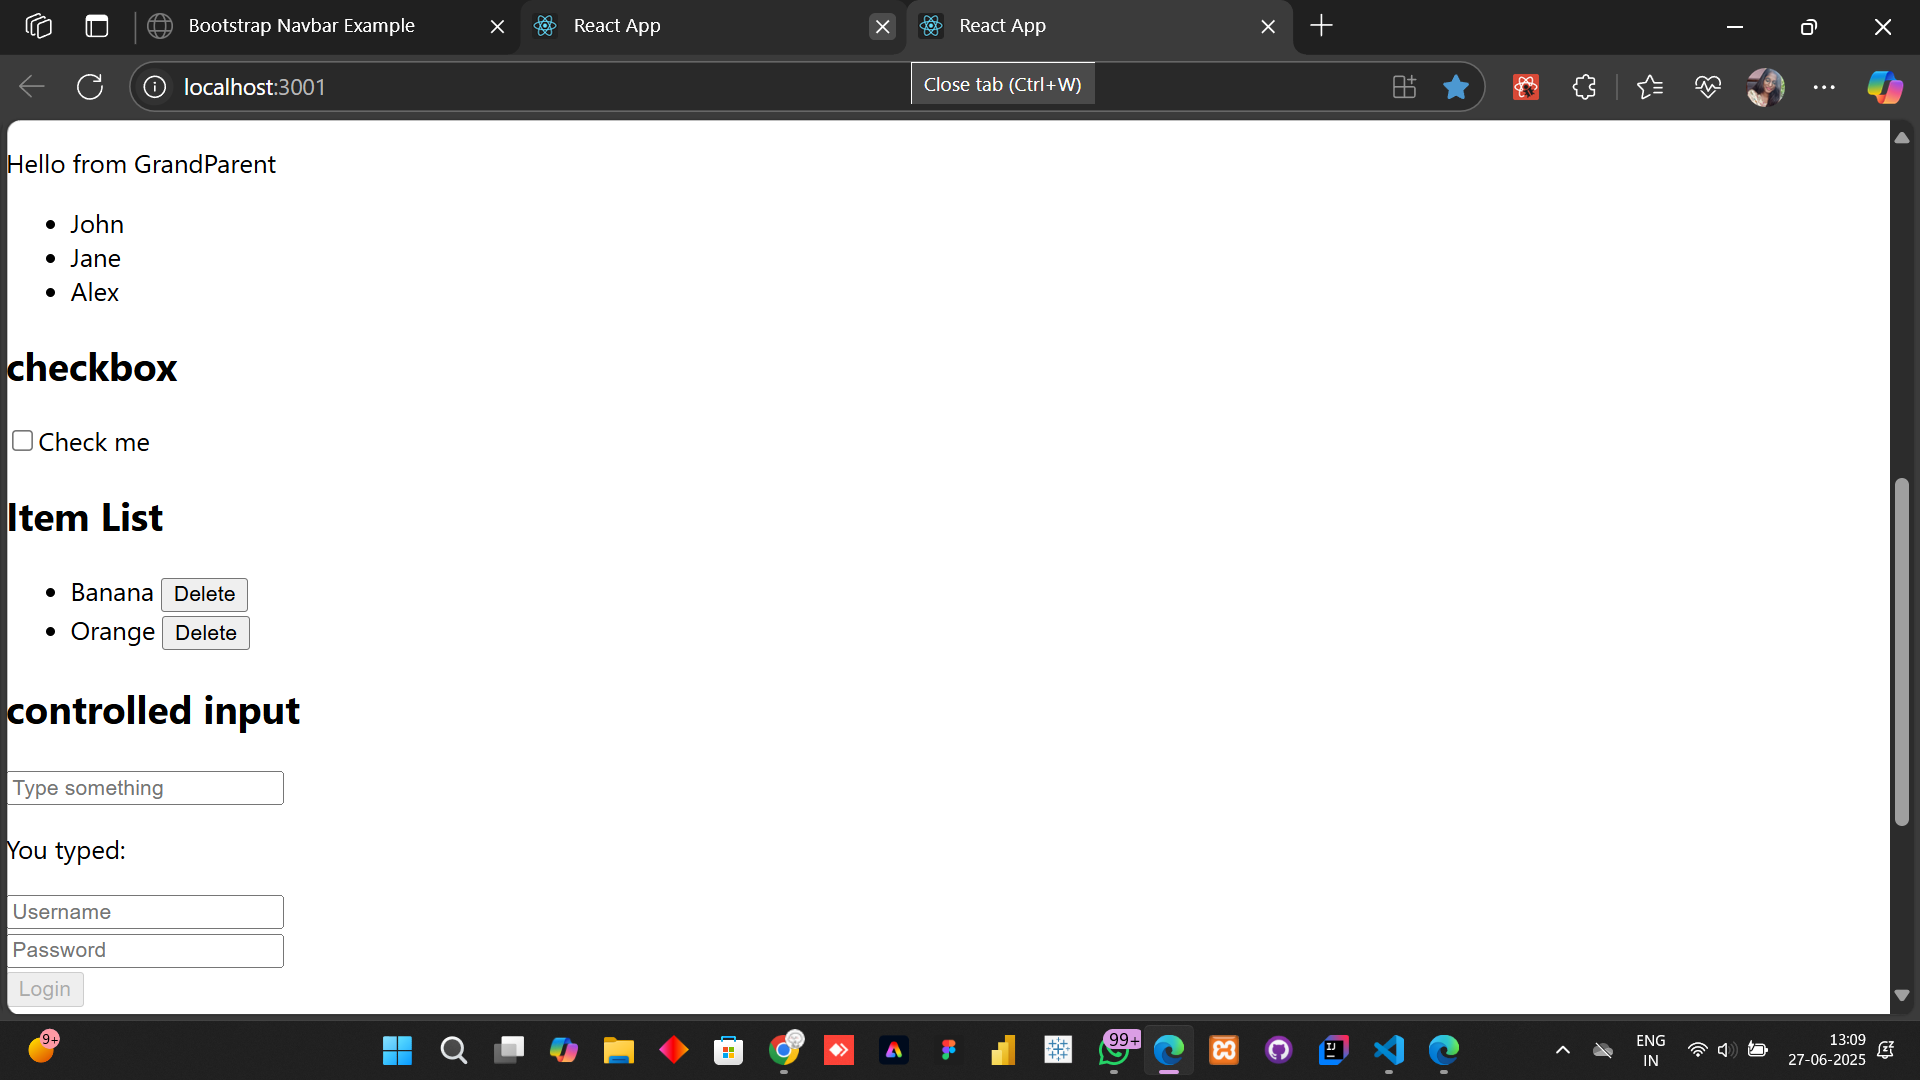 Bootstrap Navbar Example
React App
React App
localhost:3001
Close tab (Ctrl+W)
Hello from GrandParent
John
Jane
Alex
checkbox
Check me
Item List
Banana Delete
Orange Delete
controlled input
Type something
You typed:
Username
Password
Login
9+
99+
IJ
ENG
IN
13:09
27-06-2025